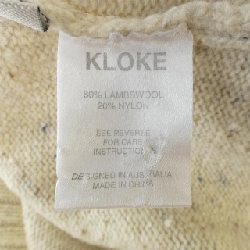 KLOKE
80% LAMBSWOOL
20% NYLON
SEE REVERSE
FOR CARE
INSTRUCTIONS
DESIGNED IN AUSTRALIA
MADE IN CHINA